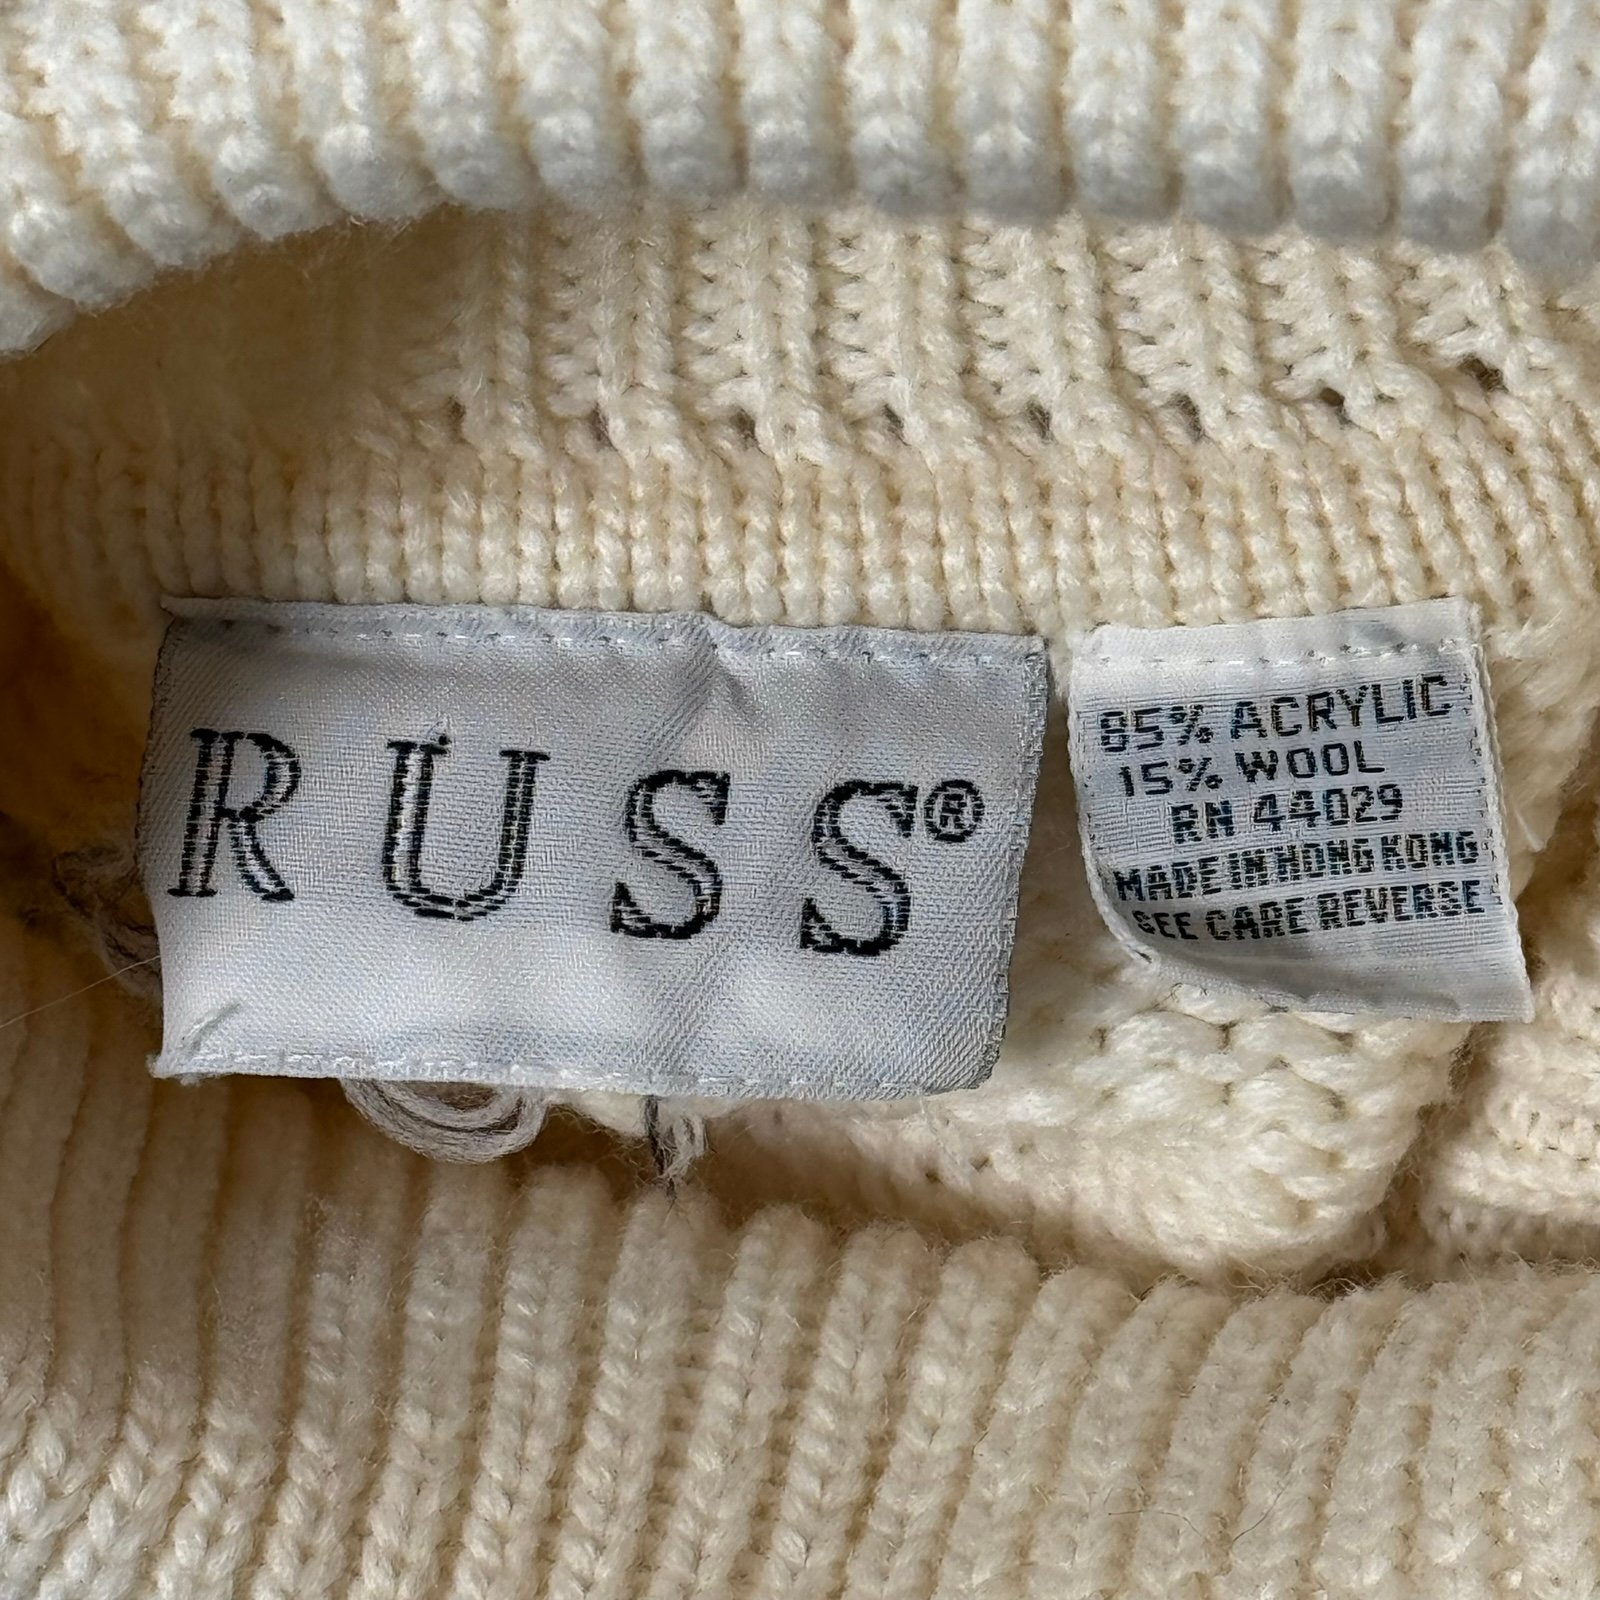 RUSS®
85% ACRYLIC
15% WOOL
RN 44029
MADE IN HONG KONG
SEE CARE REVERSE